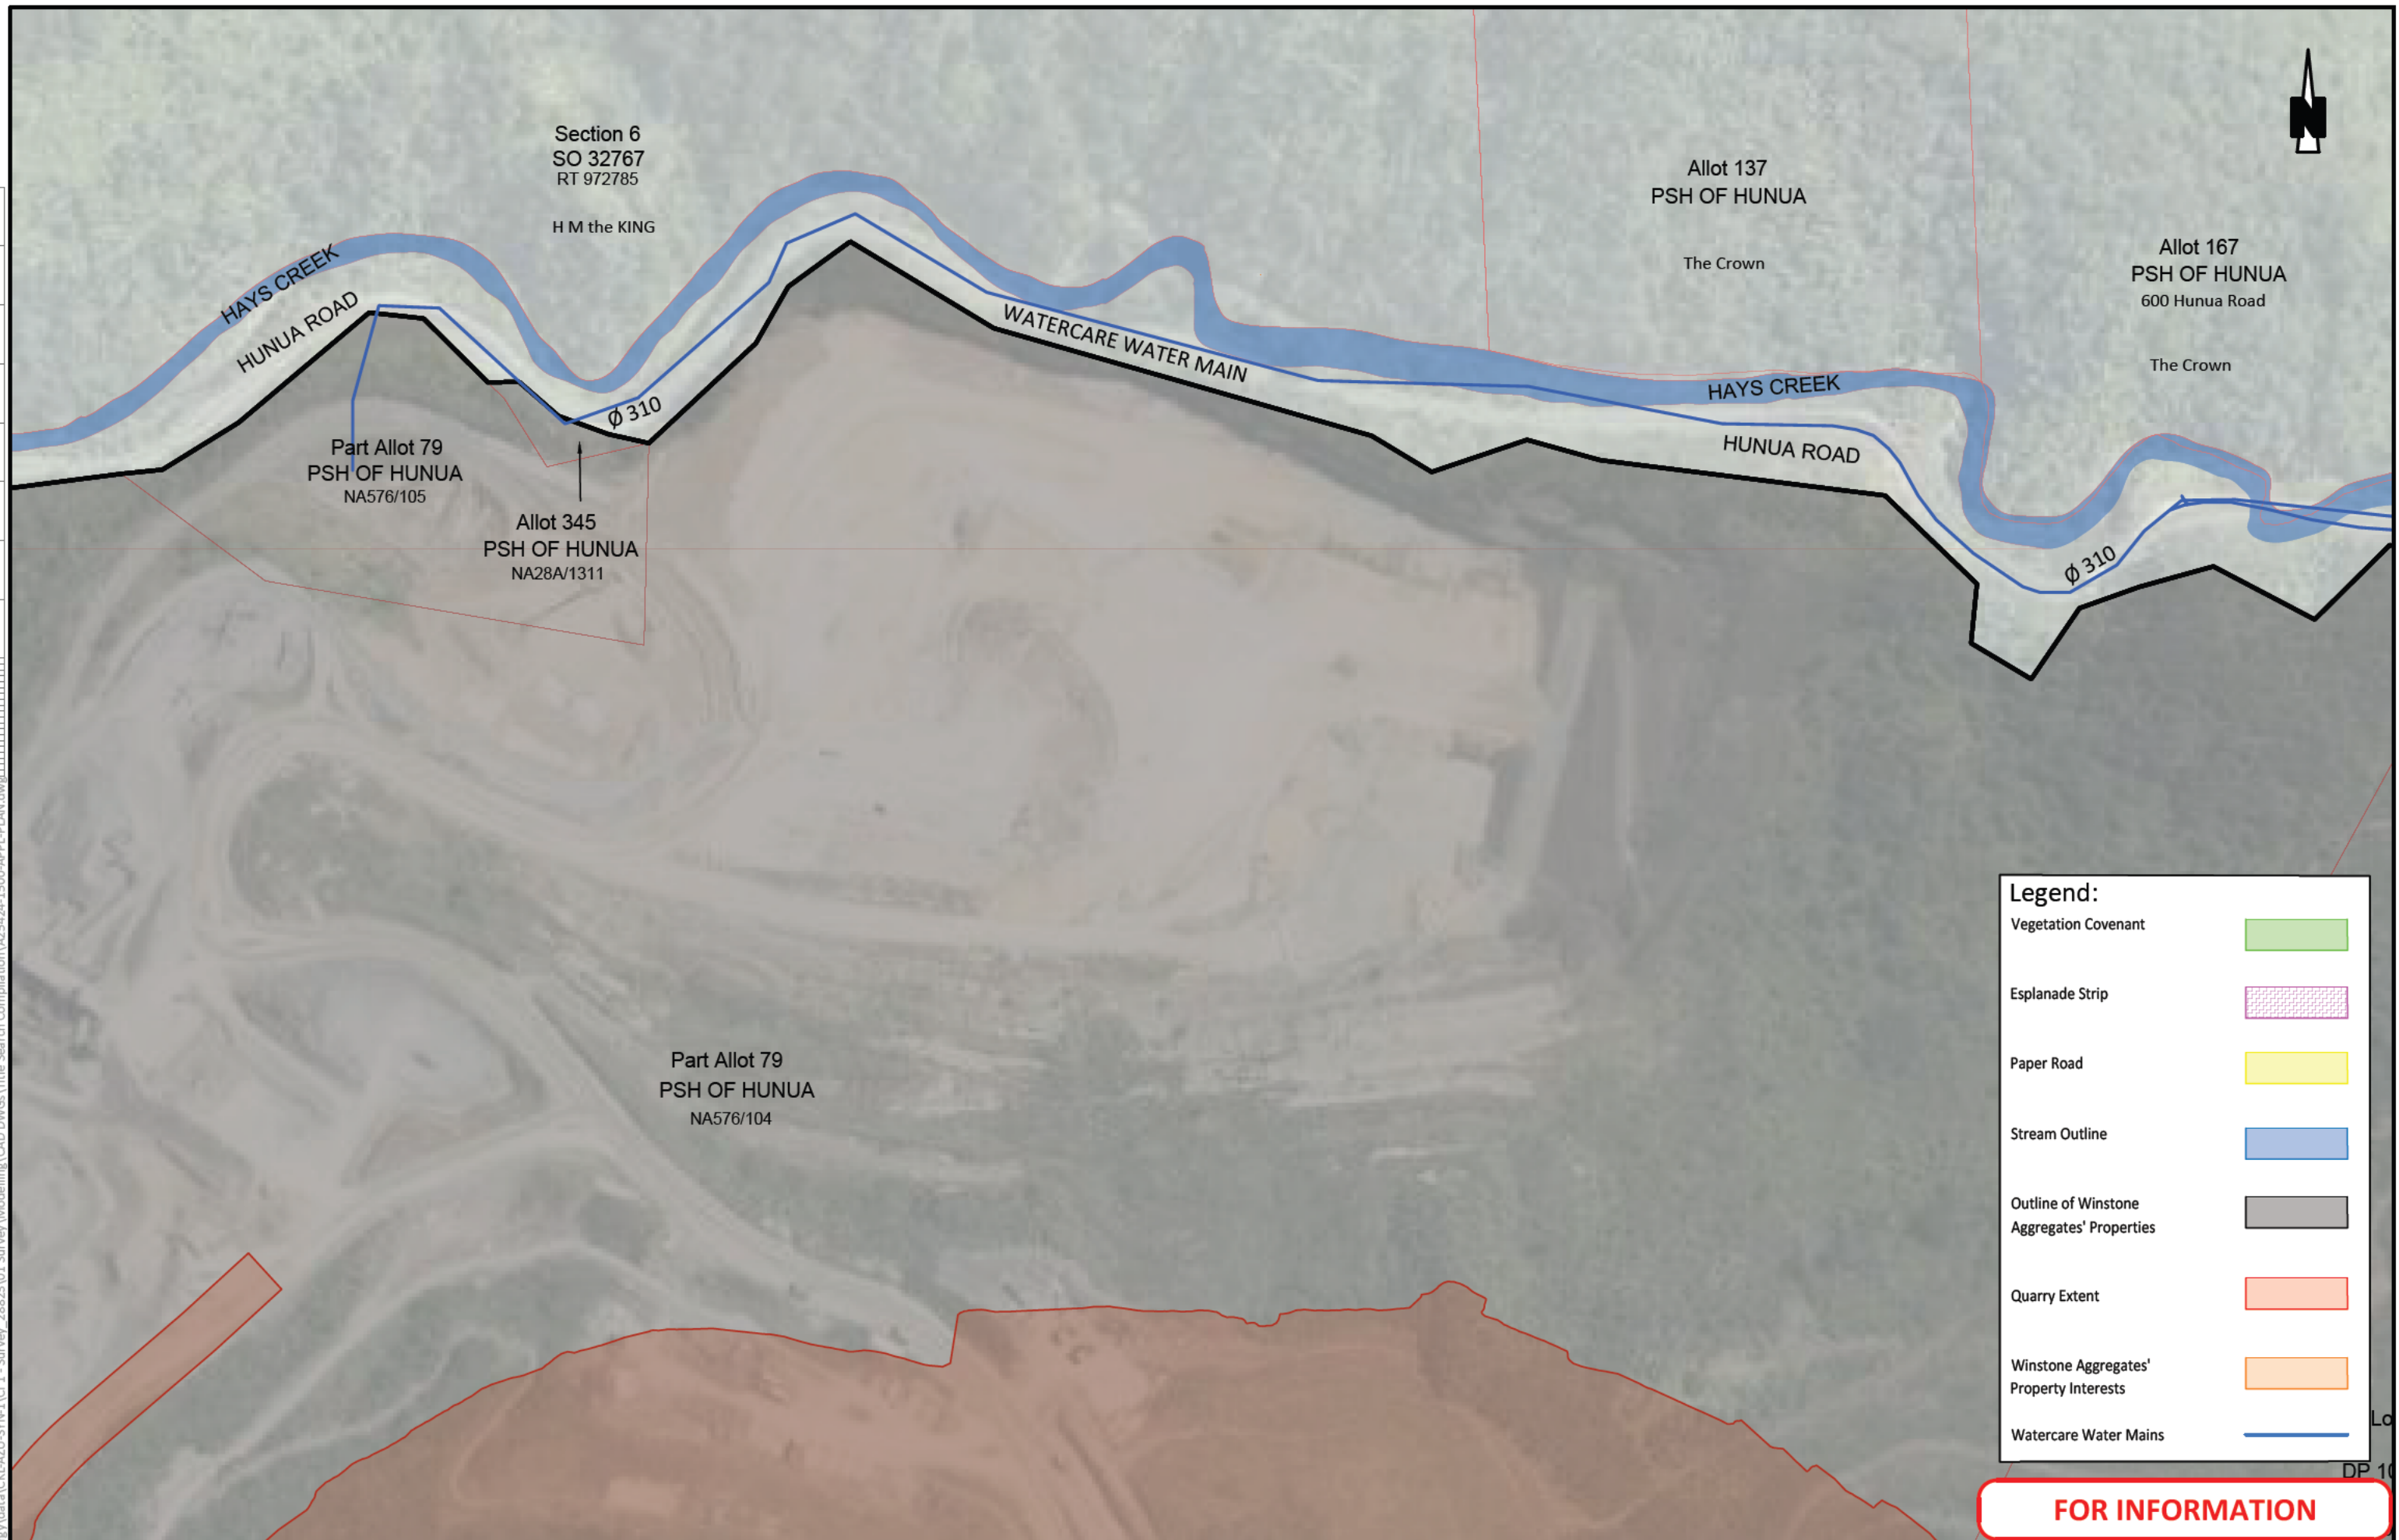 Section 6
SO 32767
RT 972785
H M the KING
Allot 137
PSH OF HUNUA
The Crown
Allot 167
PSH OF HUNUA
600 Hunua Road
The Crown
N
HAYS CREEK
HUNUA ROAD
WATERCARE WATER MAIN
HAYS CREEK
HUNUA ROAD
Ø 310
Ø 310
Part Allot 79
PSH OF HUNUA
NA576/105
Allot 345
PSH OF HUNUA
NA28A/1311
Part Allot 79
PSH OF HUNUA
NA576/104
Legend:
Vegetation Covenant
Esplanade Strip
Paper Road
Stream Outline
Outline of Winstone
Aggregates' Properties
Quarry Extent
Winstone Aggregates'
Property Interests
Watercare Water Mains
Lo
DP 10
FOR INFORMATION